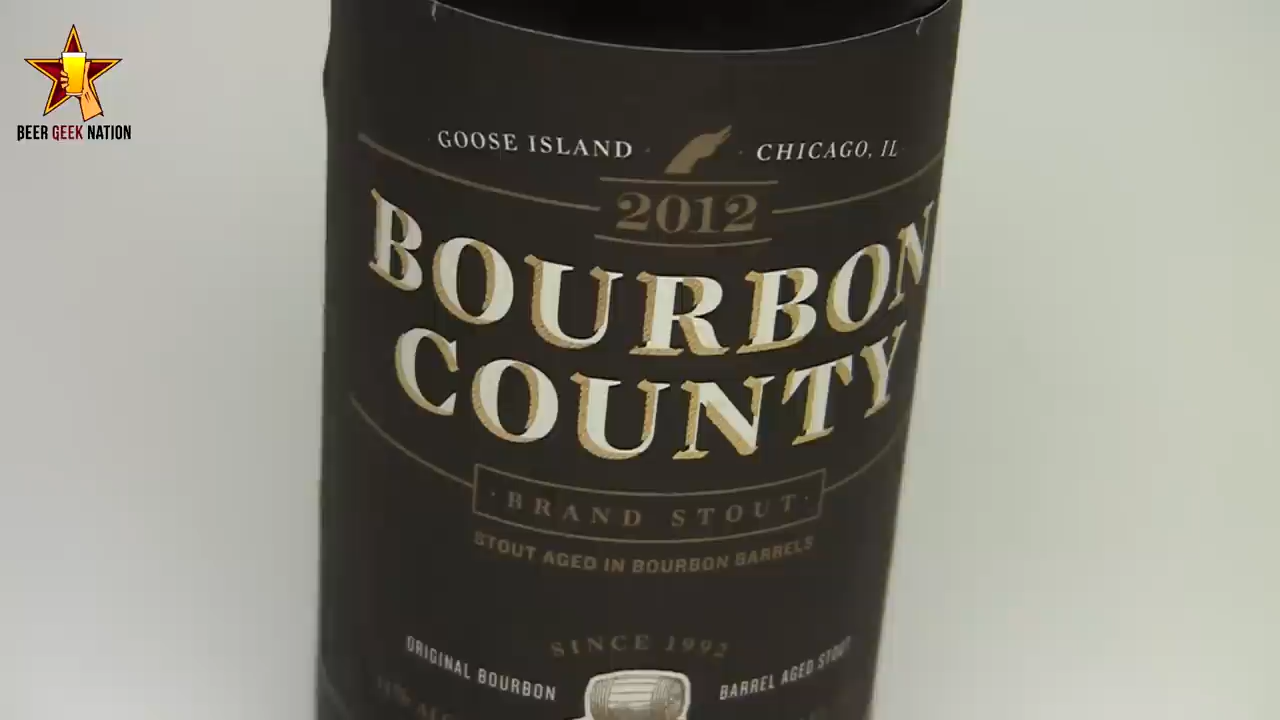 BEER GEEK NATION
GOOSE ISLAND · · CHICAGO, IL
2012
BOURBON
COUNTY
· BRAND STOUT ·
STOUT AGED IN BOURBON BARRELS
SINCE 1992
ORIGINAL BOURBON BARREL AGED STOUT